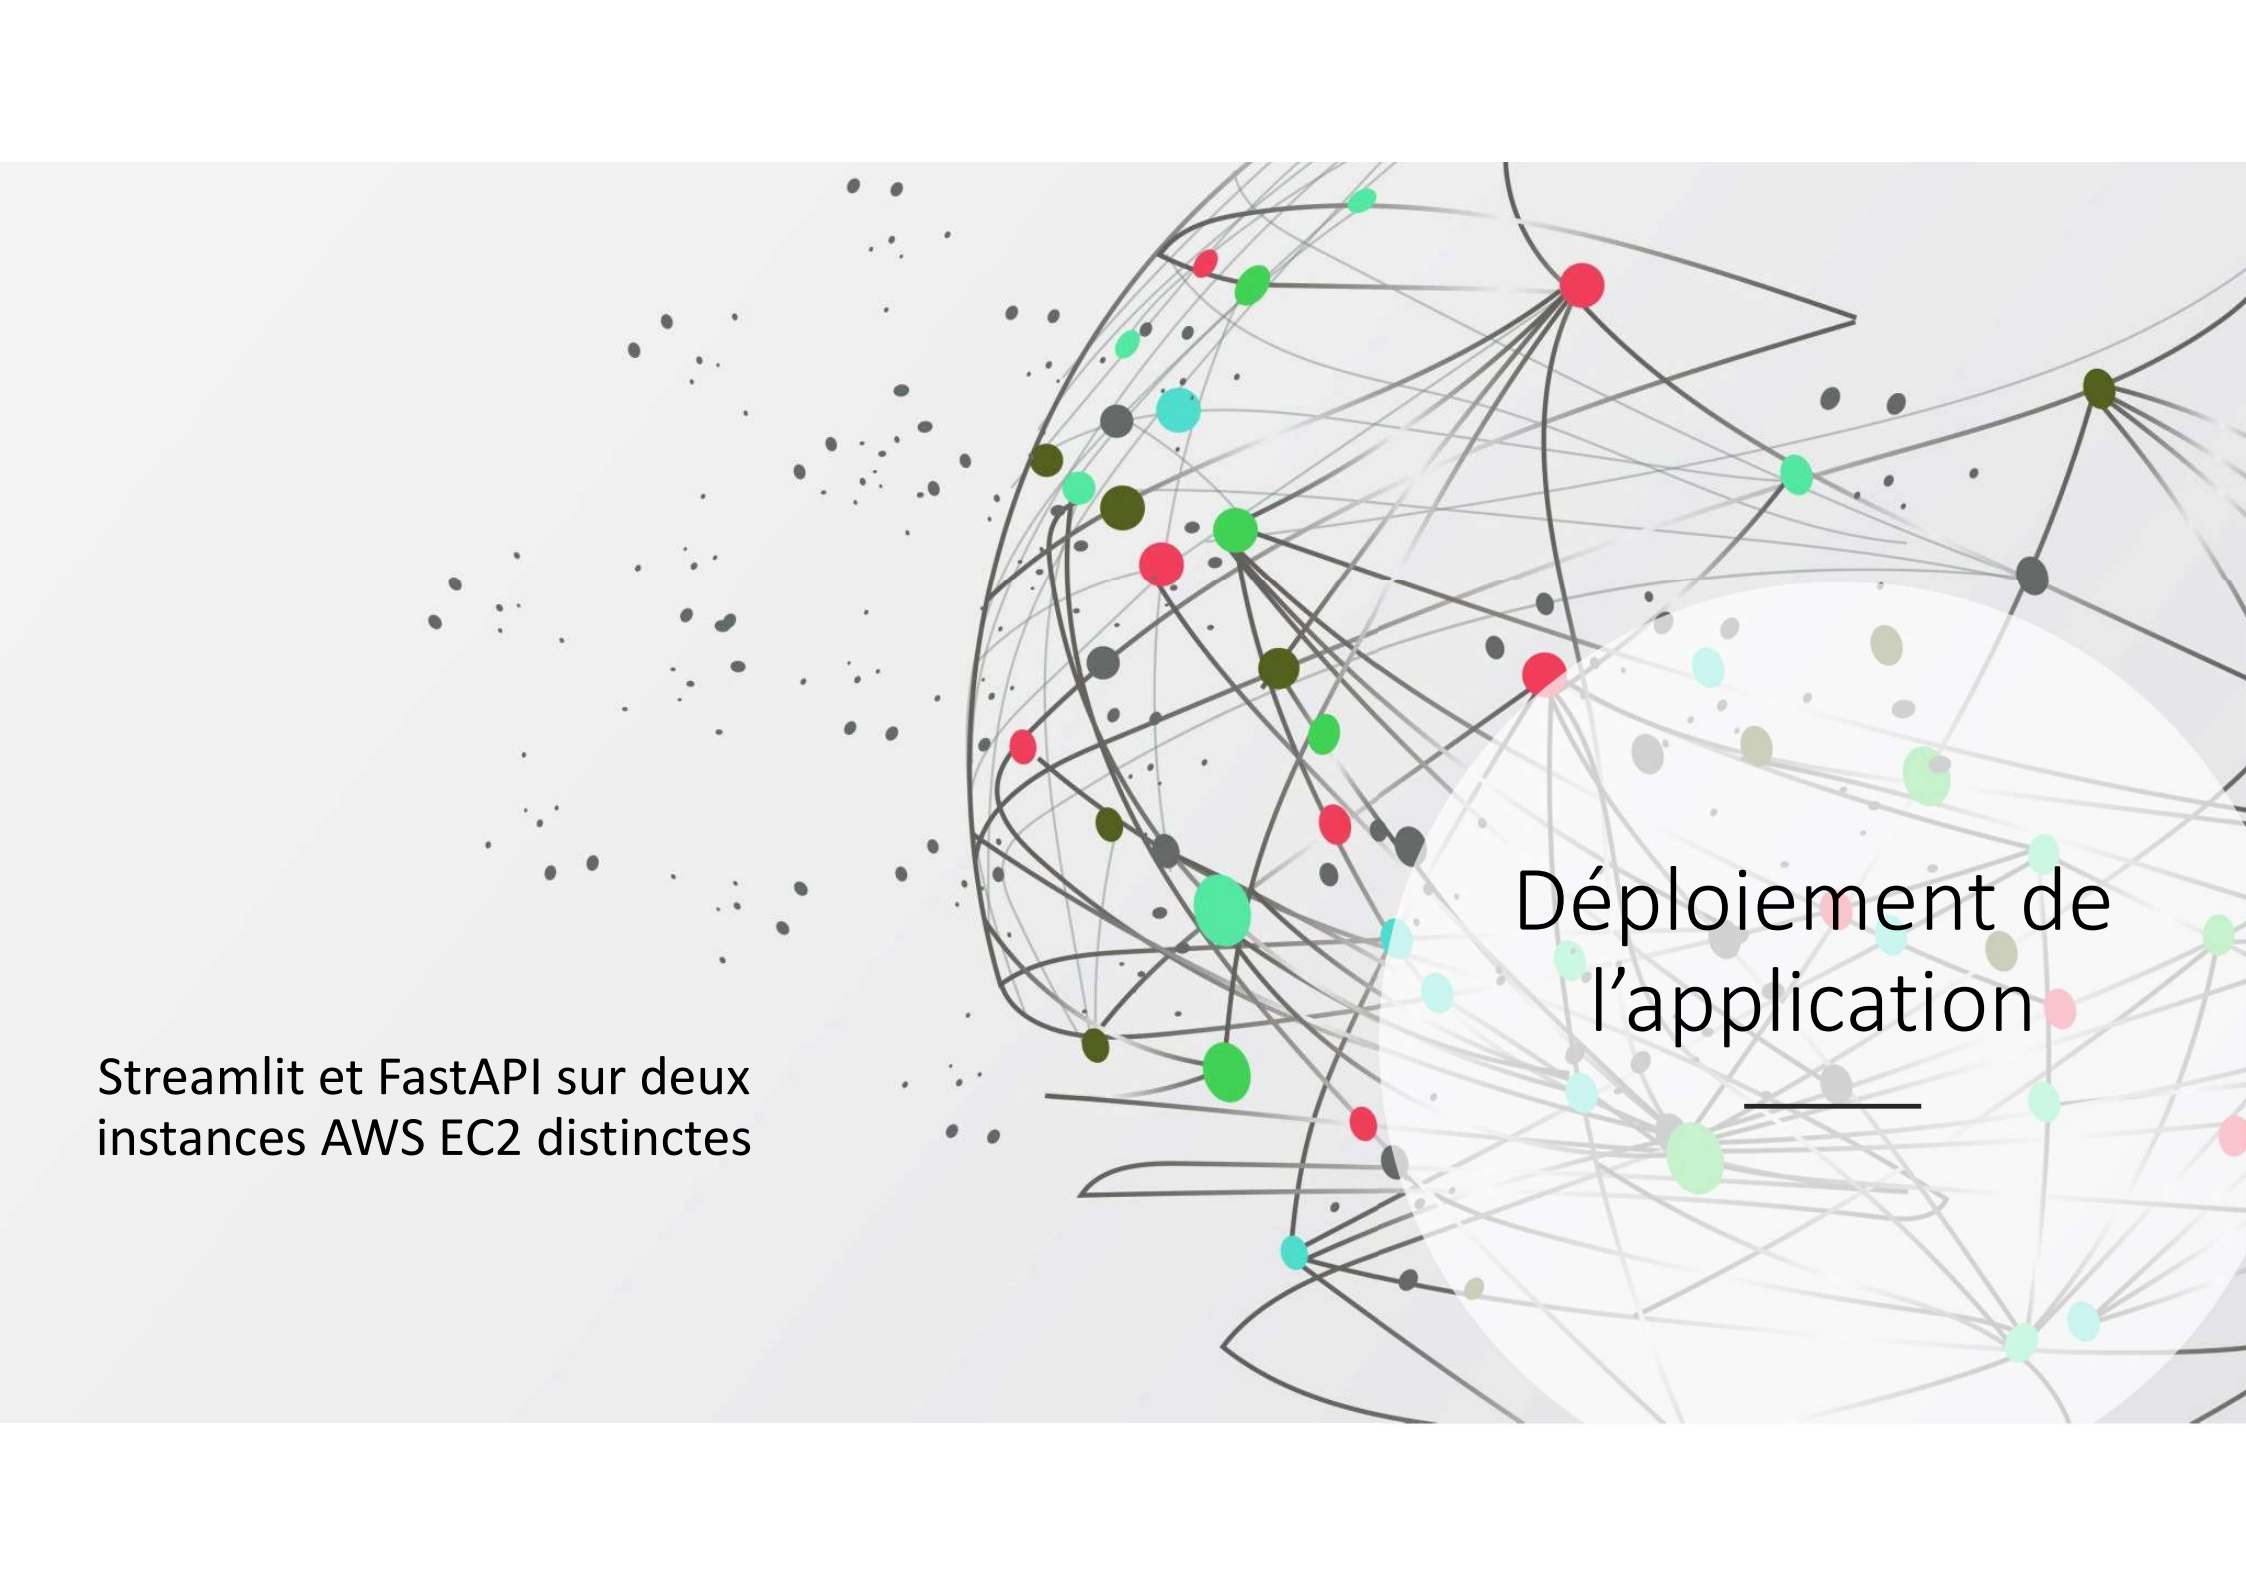 Déploiement de
l’application
Streamlit et FastAPI sur deux
instances AWS EC2 distinctes